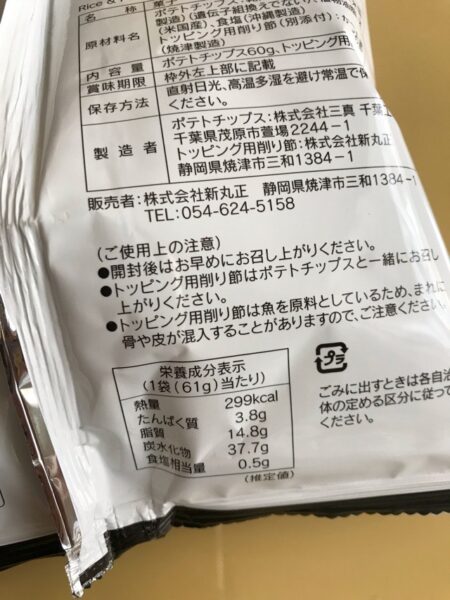 Rice &
名 称
原材料名
製造)(遺伝子組換えでない
(米国産)、食塩(沖縄製造)
トッピング用削り節(別添付):か
(焼津製造)
内容量 ポテトチップス60g、トッピング用
賞味期限 枠外左上部に記載
保存方法 直射日光、高温多湿を避け常温で保
ください。
製造者 ポテトチップス:株式会社三真 千葉
千葉県茂原市萱場2244-1
トッピング用削り節:株式会社新丸正
静岡県焼津市三和1384-1
販売者:株式会社新丸正 静岡県焼津市三和1384-1
TEL:054-624-5158
(ご使用上の注意)
●開封後はお早めにお召し上がりください。
●トッピング用削り節はポテトチップスと一緒にお召し
上がりください。
●トッピング用削り節は魚を原料としているため、まれに
骨や皮が混入することがありますので、ご注意ください。
栄養成分表示
(1袋(61g)当たり)
熱量 299kcal
たんぱく質 3.8g
脂質 14.8g
炭水化物 37.7g
食塩相当量 0.5g
(推定値)
プラ
ごみに出すときは各自治
体の定める区分に従って
ください。